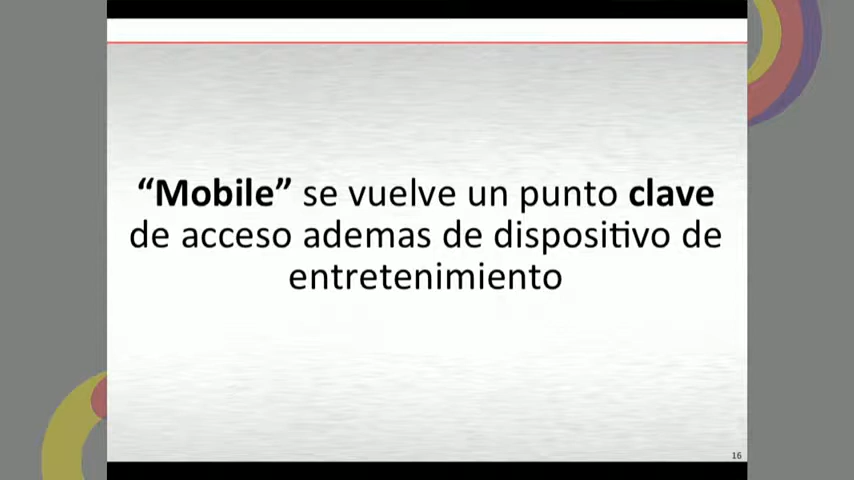 “Mobile” se vuelve un punto clave
de acceso ademas de dispositivo de
entretenimiento
16